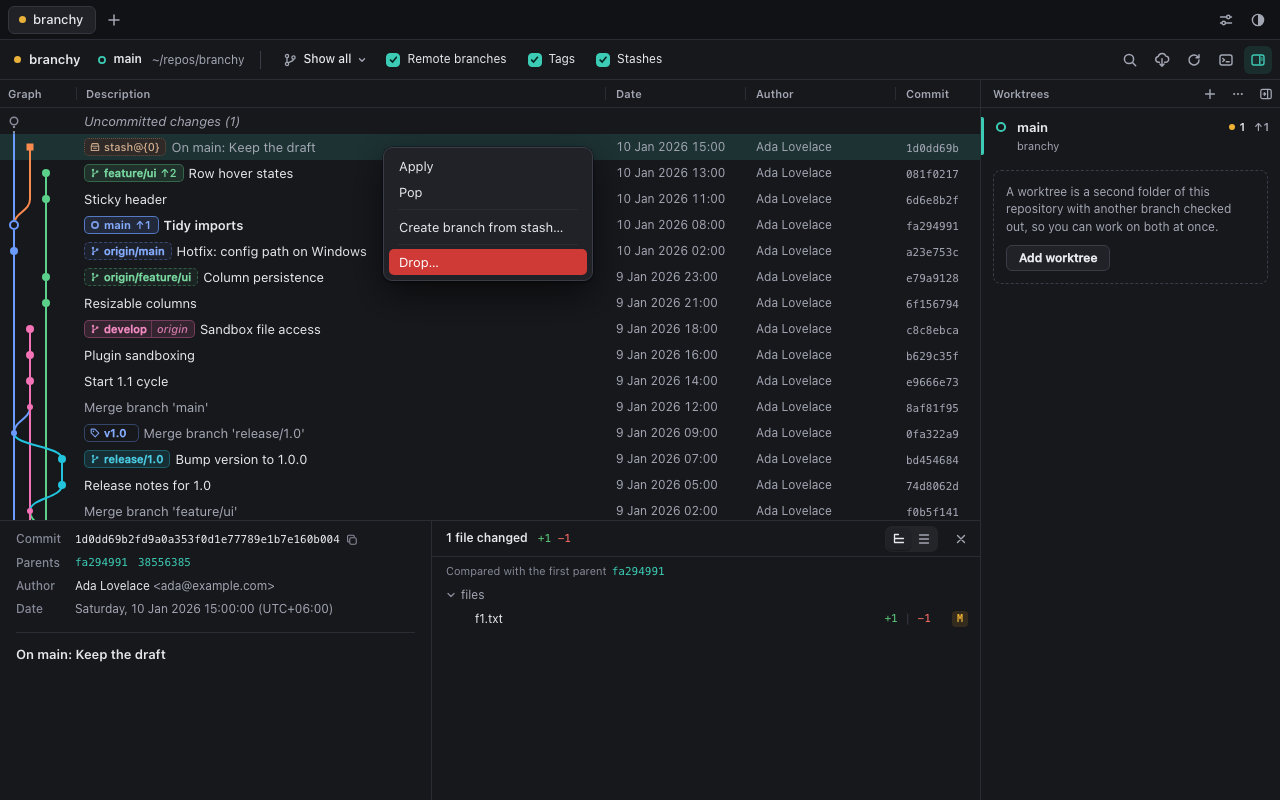 branchy
branchy main ~/repos/branchy Show all Remote branches Tags Stashes
Graph Description Date Author Commit Worktrees
Uncommitted changes (1)
stash@{0} On main: Keep the draft 10 Jan 2026 15:00 Ada Lovelace 1d0dd69b
feature/ui ↑2 Row hover states 10 Jan 2026 13:00 Ada Lovelace 081f0217
Sticky header 10 Jan 2026 11:00 Ada Lovelace 6d6e8b2f
main ↑1 Tidy imports 10 Jan 2026 08:00 Ada Lovelace fa294991
origin/main Hotfix: config path on Windows 10 Jan 2026 02:00 Ada Lovelace a23e753c
origin/feature/ui Column persistence 9 Jan 2026 23:00 Ada Lovelace e79a9128
Resizable columns 9 Jan 2026 21:00 Ada Lovelace 6f156794
develop origin Sandbox file access 9 Jan 2026 18:00 Ada Lovelace c8c8ebca
Plugin sandboxing 9 Jan 2026 16:00 Ada Lovelace b629c35f
Start 1.1 cycle 9 Jan 2026 14:00 Ada Lovelace e9666e73
Merge branch 'main' 9 Jan 2026 12:00 Ada Lovelace 8af81f95
v1.0 Merge branch 'release/1.0' 9 Jan 2026 09:00 Ada Lovelace 0fa322a9
release/1.0 Bump version to 1.0.0 9 Jan 2026 07:00 Ada Lovelace bd454684
Release notes for 1.0 9 Jan 2026 05:00 Ada Lovelace 74d8062d
Merge branch 'feature/ui' 9 Jan 2026 02:00 Ada Lovelace f0b5f141
Apply
Pop
Create branch from stash...
Drop...
main 1 ↑1
branchy
A worktree is a second folder of this
repository with another branch checked
out, so you can work on both at once.
Add worktree
Commit 1d0dd69b2fd9a0a353f0d1e77789e1b7e160b004
Parents fa294991 38556385
Author Ada Lovelace <ada@example.com>
Date Saturday, 10 Jan 2026 15:00:00 (UTC+06:00)
On main: Keep the draft
1 file changed +1 −1
Compared with the first parent fa294991
files
f1.txt +1 | −1 M